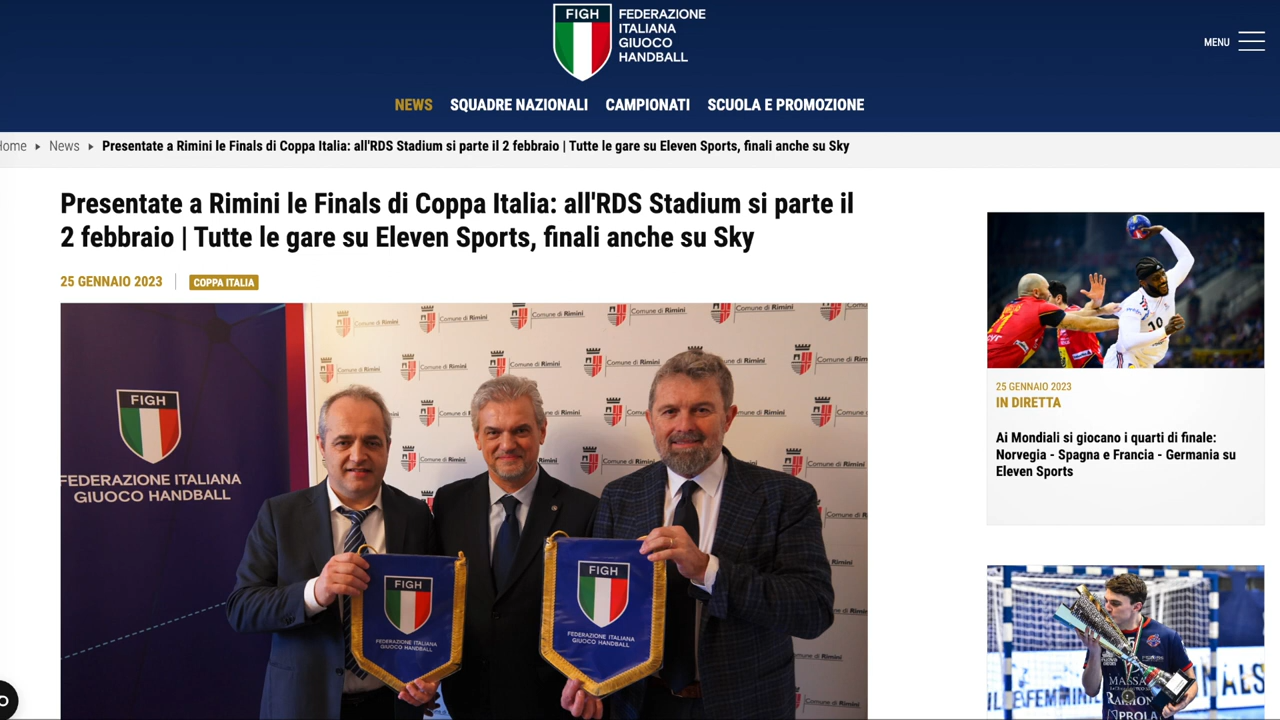 FIGH
FEDERAZIONE
ITALIANA
GIUOCO
HANDBALL
MENU
NEWS SQUADRE NAZIONALI CAMPIONATI SCUOLA E PROMOZIONE
Home News Presentate a Rimini le Finals di Coppa Italia: all'RDS Stadium si parte il 2 febbraio | Tutte le gare su Eleven Sports, finali anche su Sky
Presentate a Rimini le Finals di Coppa Italia: all'RDS Stadium si parte il
2 febbraio | Tutte le gare su Eleven Sports, finali anche su Sky
25 GENNAIO 2023 COPPA ITALIA
Comune di Rimini
FIGH
FEDERAZIONE ITALIANA
GIUOCO HANDBALL
FIGH
FEDERAZIONE ITALIANA
GIUOCO HANDBALL
FIGH
FEDERAZIONE ITALIANA
GIUOCO HANDBALL
10
25 GENNAIO 2023
IN DIRETTA
Ai Mondiali si giocano i quarti di finale:
Norvegia - Spagna e Francia - Germania su
Eleven Sports